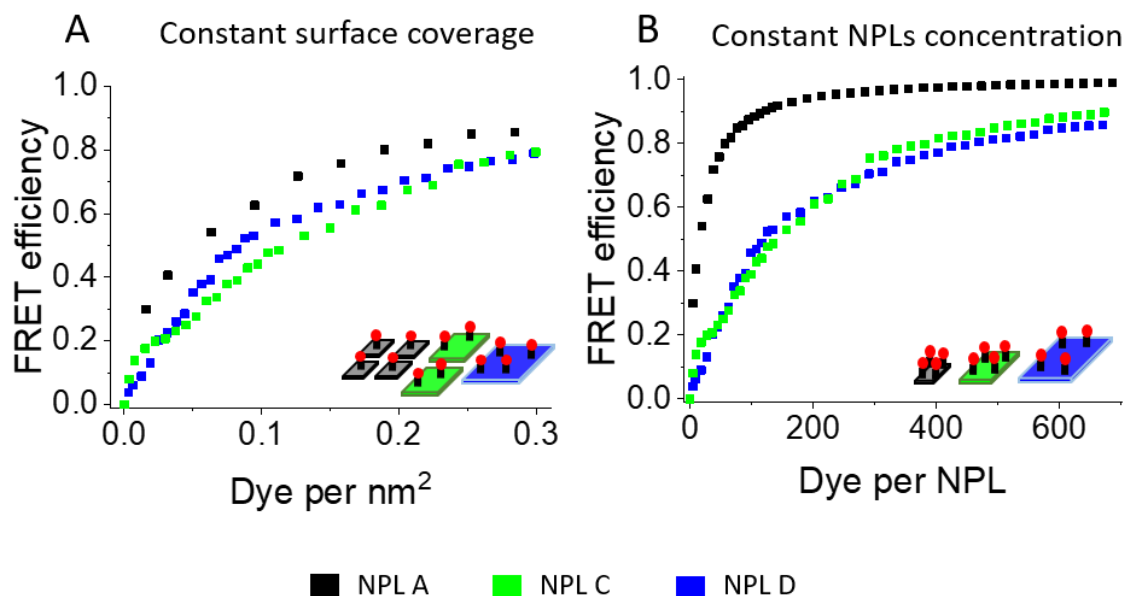 A
Constant surface coverage
FRET efficiency
1.0
0.8
0.6
0.4
0.2
0.0
0.0
0.1
0.2
0.3
Dye per nm²
B
Constant NPLs concentration
FRET efficiency
1.0
0.8
0.6
0.4
0.2
0.0
0
200
400
600
Dye per NPL
NPL A
NPL C
NPL D